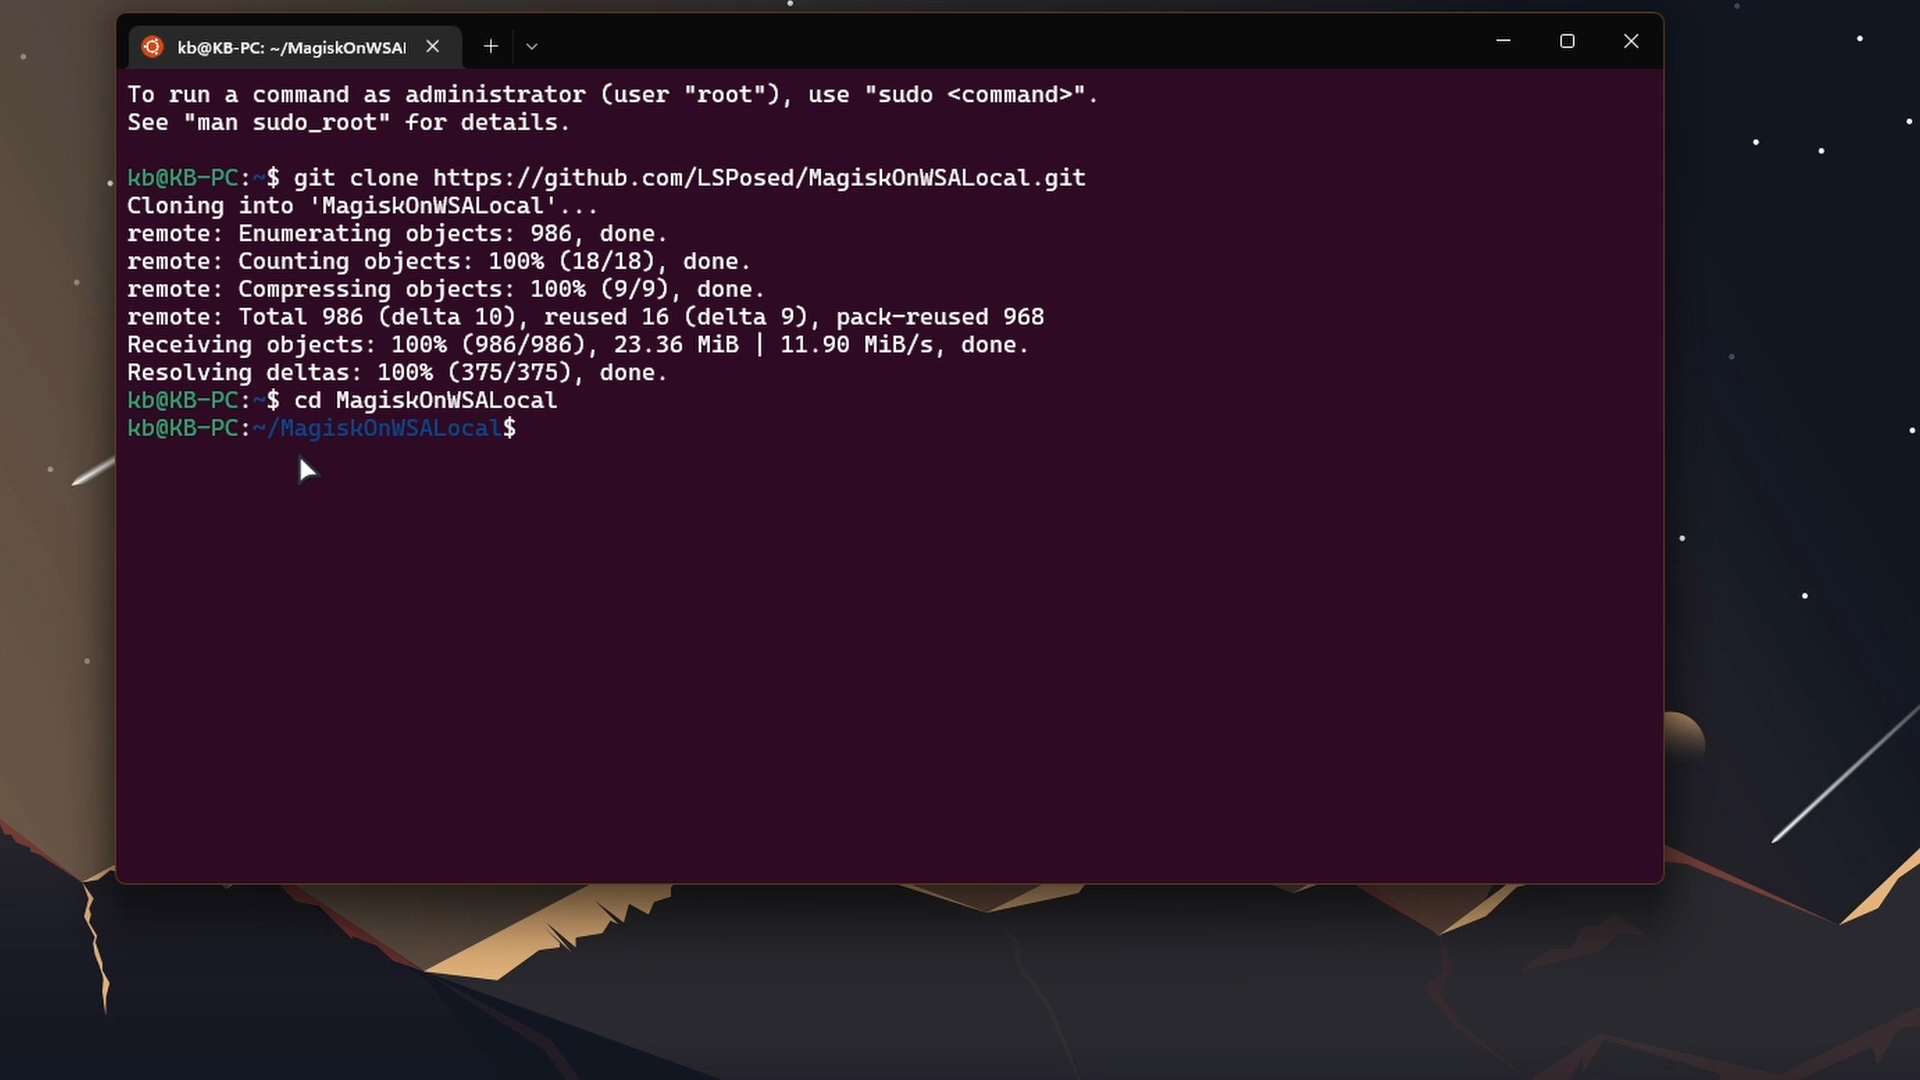 kb@KB-PC: ~/MagiskOnWSAl
To run a command as administrator (user "root"), use "sudo <command>".
See "man sudo_root" for details.
kb@KB-PC:~$ git clone https://github.com/LSPosed/MagiskOnWSALocal.git
Cloning into 'MagiskOnWSALocal'...
remote: Enumerating objects: 986, done.
remote: Counting objects: 100% (18/18), done.
remote: Compressing objects: 100% (9/9), done.
remote: Total 986 (delta 10), reused 16 (delta 9), pack-reused 968
Receiving objects: 100% (986/986), 23.36 MiB | 11.90 MiB/s, done.
Resolving deltas: 100% (375/375), done.
kb@KB-PC:~$ cd MagiskOnWSALocal
kb@KB-PC:~/MagiskOnWSALocal$